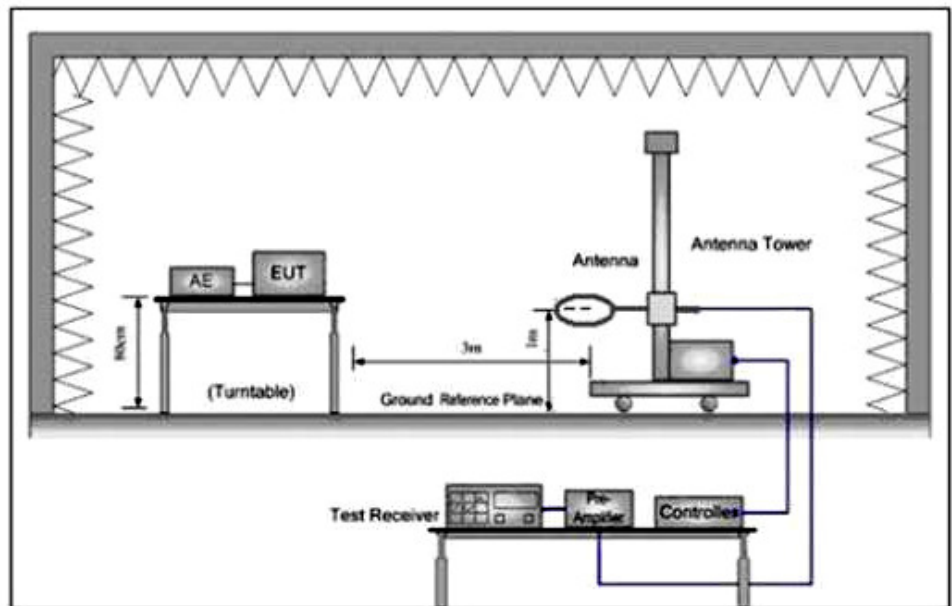 Antenna Tower
Antenna
AE
EUT
80cm
3m
1m
(Turntable)
Ground Reference Plane
Test Receiver
Pre-
Amplifier
Controller